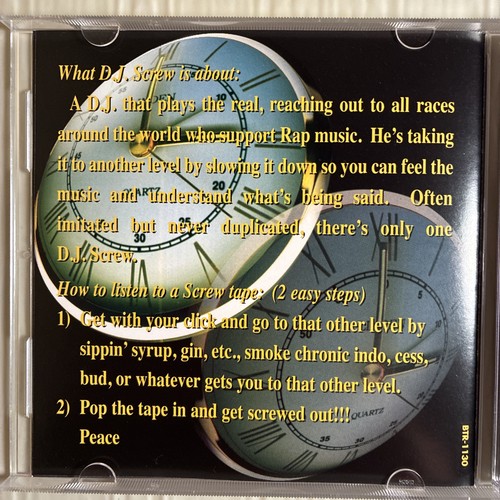 What D.J. Screw is about:
A D.J. that plays the real, reaching out to all races
around the world who support Rap music. He's taking
it to another level by slowing it down so you can feel the
music and understand what's being said. Often
imitated but never duplicated, there's only one
D.J. Screw.
How to listen to a Screw tape: (2 easy steps)
1) Get with your click and go to that other level by
sippin' syrup, gin, etc., smoke chronic indo, cess,
bud, or whatever gets you to that other level.
2) Pop the tape in and get screwed out!!!
Peace
BTR-1130
QUARTZ
QUARTZ